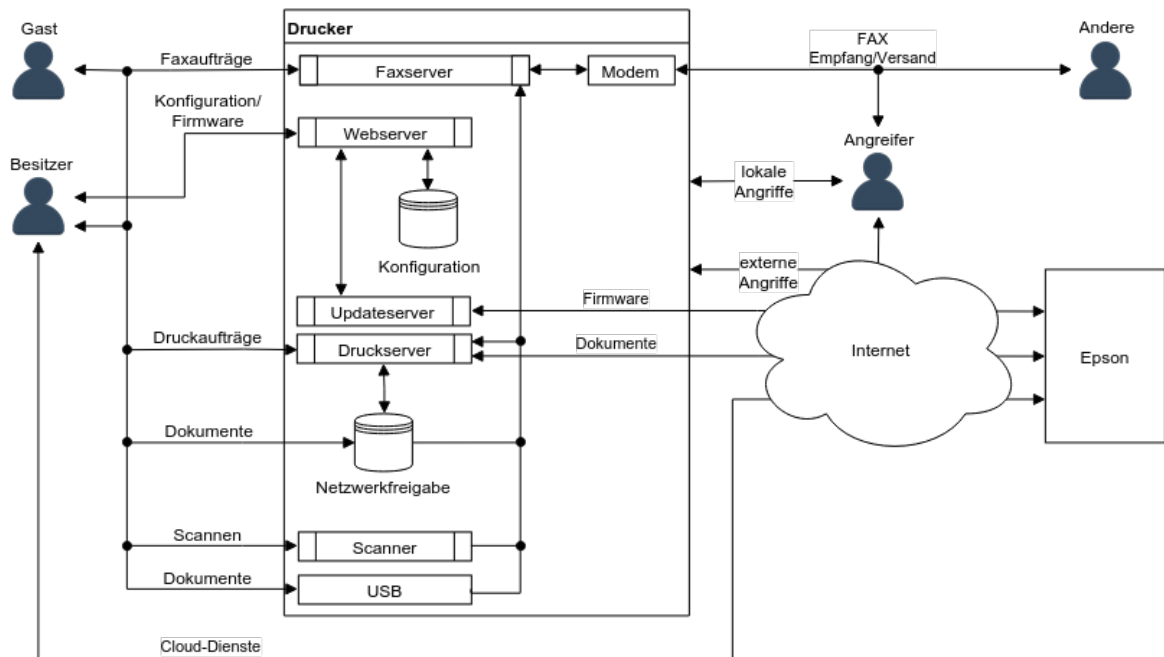 Gast
Drucker
Andere
FAX
Empfang/Versand
Faxaufträge
Faxserver
Modem
Konfiguration/
Firmware
Webserver
Angreifer
Besitzer
lokale
Angriffe
Konfiguration
externe
Angriffe
Firmware
Updateserver
Druckaufträge
Druckserver
Dokumente
Internet
Epson
Dokumente
Netzwerkfreigabe
Scannen
Scanner
Dokumente
USB
Cloud-Dienste